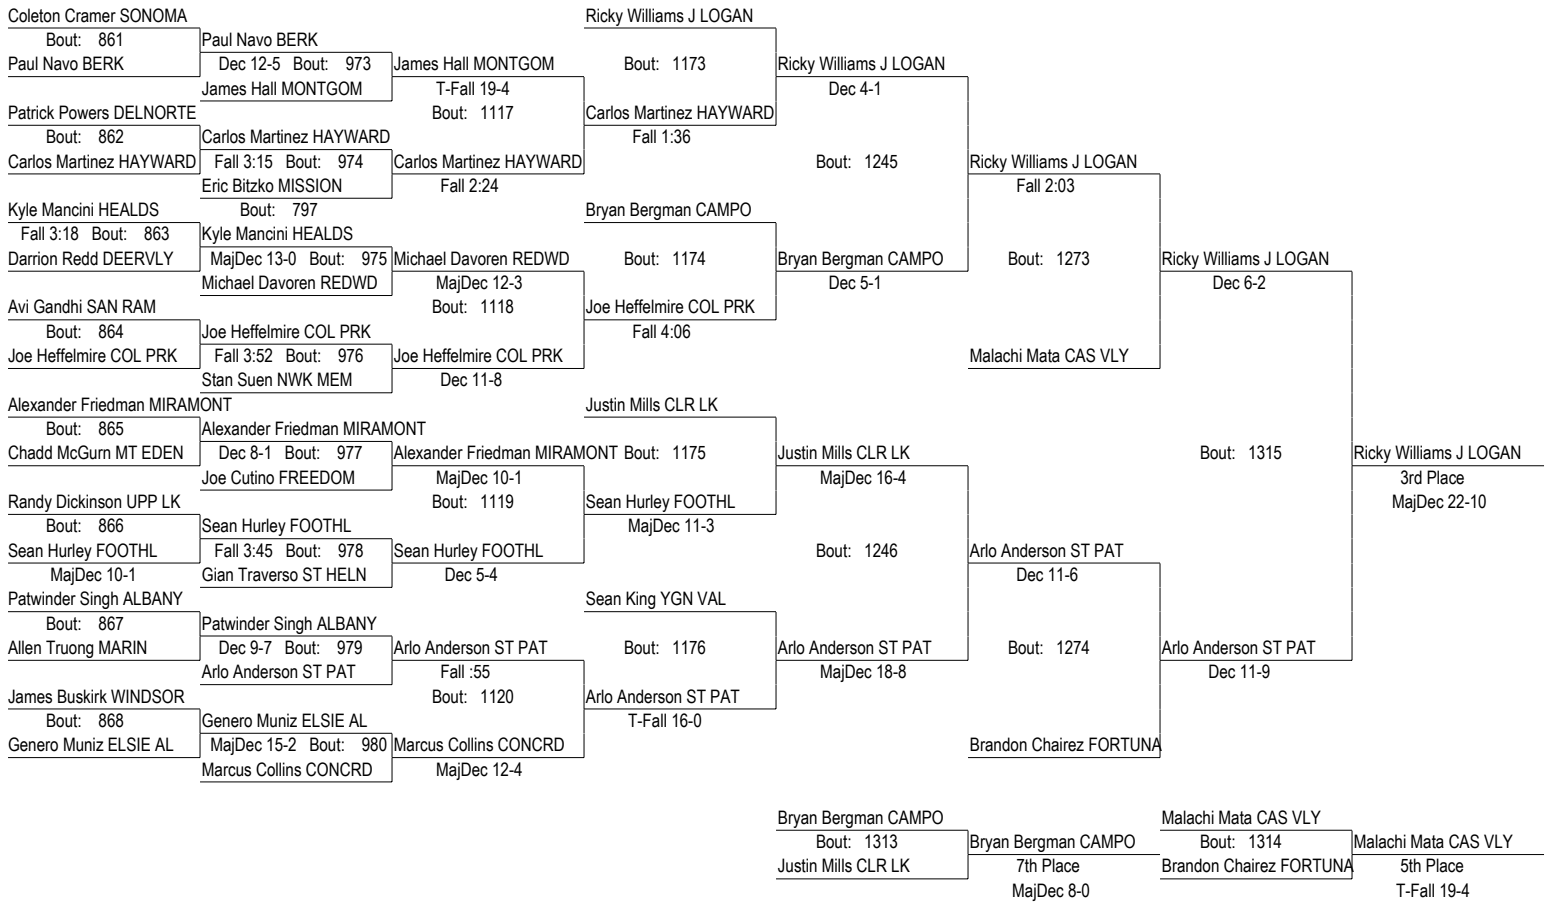 Coleton Cramer SONOMA
Ricky Williams J LOGAN
Bout: 861
Paul Navo BERK
Paul Navo BERK
Dec 12-5 Bout: 973
James Hall MONTGOM
Bout: 1173
Ricky Williams J LOGAN
James Hall MONTGOM
T-Fall 19-4
Dec 4-1
Patrick Powers DELNORTE
Bout: 1117
Carlos Martinez HAYWARD
Bout: 862
Carlos Martinez HAYWARD
Fall 1:36
Carlos Martinez HAYWARD
Fall 3:15 Bout: 974
Carlos Martinez HAYWARD
Bout: 1245
Ricky Williams J LOGAN
Eric Bitzko MISSION
Fall 2:24
Fall 2:03
Kyle Mancini HEALDS
Bout: 797
Bryan Bergman CAMPO
Fall 3:18 Bout: 863
Kyle Mancini HEALDS
Darrion Redd DEERVLY
MajDec 13-0 Bout: 975
Michael Davoren REDWD
Bout: 1174
Bryan Bergman CAMPO
Bout: 1273
Ricky Williams J LOGAN
Michael Davoren REDWD
MajDec 12-3
Dec 5-1
Dec 6-2
Avi Gandhi SAN RAM
Bout: 1118
Joe Heffelmire COL PRK
Bout: 864
Joe Heffelmire COL PRK
Fall 4:06
Joe Heffelmire COL PRK
Fall 3:52 Bout: 976
Joe Heffelmire COL PRK
Malachi Mata CAS VLY
Stan Suen NWK MEM
Dec 11-8
Alexander Friedman MIRAMONT
Justin Mills CLR LK
Bout: 865
Alexander Friedman MIRAMONT
Chadd McGurn MT EDEN
Dec 8-1 Bout: 977
Alexander Friedman MIRAMONT
Bout: 1175
Justin Mills CLR LK
Bout: 1315
Ricky Williams J LOGAN
Joe Cutino FREEDOM
MajDec 10-1
MajDec 16-4
3rd Place
Randy Dickinson UPP LK
Bout: 1119
Sean Hurley FOOTHL
MajDec 22-10
Bout: 866
Sean Hurley FOOTHL
MajDec 11-3
Sean Hurley FOOTHL
Fall 3:45 Bout: 978
Sean Hurley FOOTHL
Bout: 1246
Arlo Anderson ST PAT
MajDec 10-1
Gian Traverso ST HELN
Dec 5-4
Dec 11-6
Patwinder Singh ALBANY
Sean King YGN VAL
Bout: 867
Patwinder Singh ALBANY
Allen Truong MARIN
Dec 9-7 Bout: 979
Arlo Anderson ST PAT
Bout: 1176
Arlo Anderson ST PAT
Bout: 1274
Arlo Anderson ST PAT
Arlo Anderson ST PAT
Fall :55
MajDec 18-8
Dec 11-9
James Buskirk WINDSOR
Bout: 1120
Arlo Anderson ST PAT
Bout: 868
Genero Muniz ELSIE AL
T-Fall 16-0
Genero Muniz ELSIE AL
MajDec 15-2 Bout: 980
Marcus Collins CONCRD
Brandon Chairez FORTUNA
Marcus Collins CONCRD
MajDec 12-4
Bryan Bergman CAMPO
Malachi Mata CAS VLY
Bout: 1313
Bryan Bergman CAMPO
Bout: 1314
Malachi Mata CAS VLY
Justin Mills CLR LK
7th Place
Brandon Chairez FORTUNA
5th Place
MajDec 8-0
T-Fall 19-4